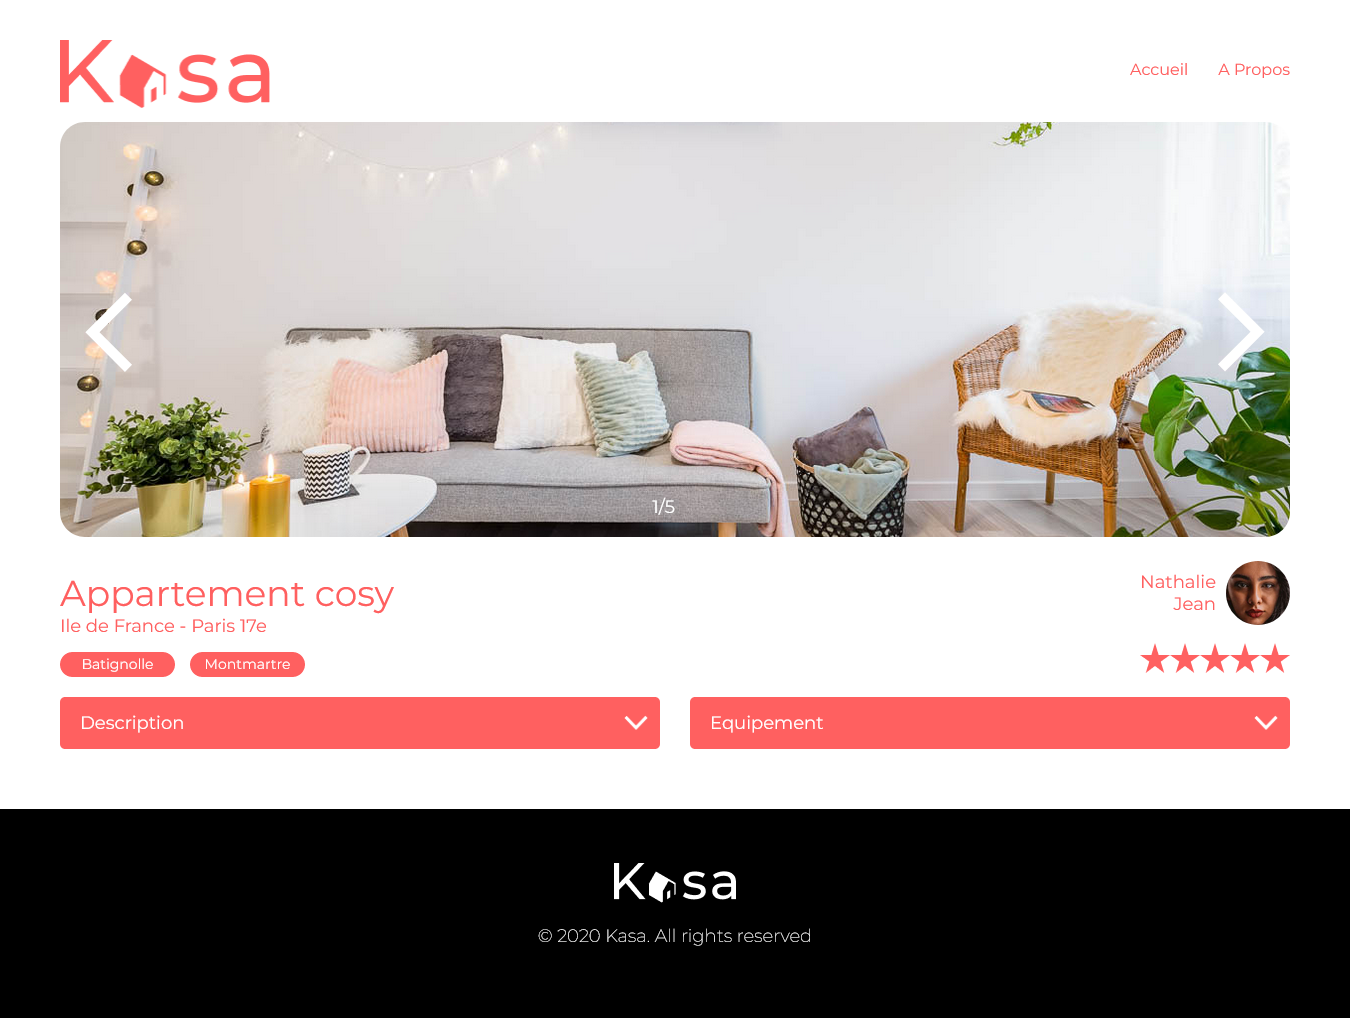 Kasa
Accueil A Propos
1/5
Appartement cosy
Ile de France - Paris 17e
Batignolle Montmartre
Nathalie
Jean
Description
Equipement
Kasa
© 2020 Kasa. All rights reserved